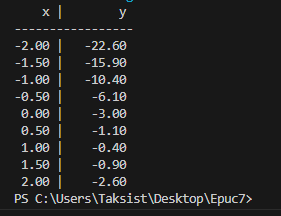 x |       y
------------------
-2.00 |  -22.60
-1.50 |  -15.90
-1.00 |  -10.40
-0.50 |   -6.10
0.00 |   -3.00
0.50 |   -1.10
1.00 |   -0.40
1.50 |   -0.90
2.00 |   -2.60
PS C:\Users\Taksist\Desktop\Epuc7>